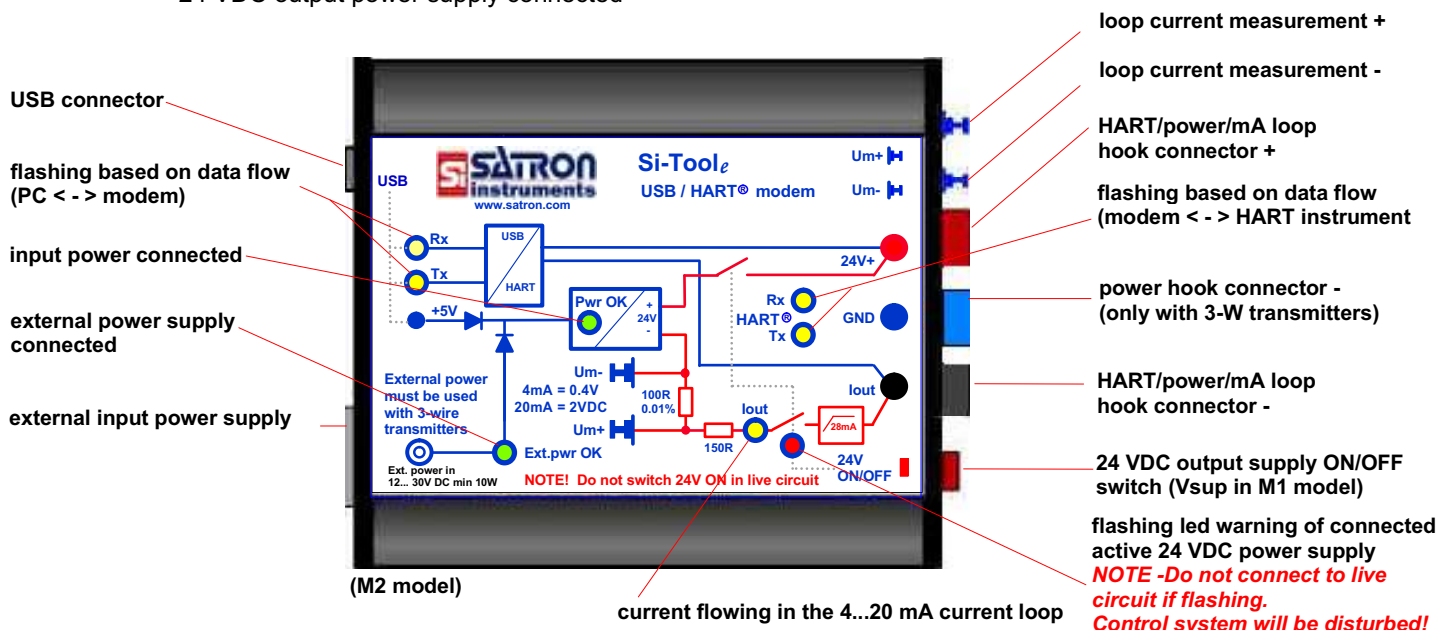 24 VDC output power supply connected
loop current measurement +
loop current measurement -
HART/power/mA loop
hook connector +
flashing based on data flow
(modem < - > HART instrument
power hook connector -
(only with 3-W transmitters)
HART/power/mA loop
hook connector -
24 VDC output supply ON/OFF
switch (Vsup in M1 model)
flashing led warning of connected
active 24 VDC power supply
NOTE -Do not connect to live
circuit if flashing.
Control system will be disturbed!
USB connector
flashing based on data flow
(PC < - > modem)
input power connected
external power supply
connected
external input power supply
(M2 model)
current flowing in the 4...20 mA current loop
USB
Si SATRON
instruments
www.satron.com
Si-Toole
USB / HART® modem
Um+
Um-
Rx
Tx
+5V
USB
HART
Pwr OK
+
24V
-
24V+
Rx
HART®
Tx
GND
Iout
External power
must be used
with 3-wire
transmitters
Um-
4mA = 0.4V
20mA = 2VDC
Um+
100R
0.01%
150R
Iout
28mA
24V
ON/OFF
Ext.pwr OK
Ext. power in
12... 30V DC min 10W
NOTE! Do not switch 24V ON in live circuit